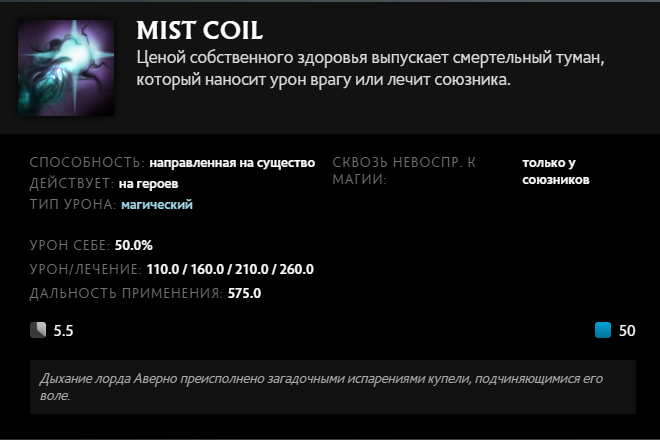 MIST COIL
Ценой собственного здоровья выпускает смертельный туман,
который наносит урон врагу или лечит союзника.
СПОСОБНОСТЬ: направленная на существо
ДЕЙСТВУЕТ: на героев
ТИП УРОНА: магический
СКВОЗЬ НЕВОСПР. К
МАГИИ:
только у
союзников
УРОН СЕБЕ: 50.0%
УРОН/ЛЕЧЕНИЕ: 110.0 / 160.0 / 210.0 / 260.0
ДАЛЬНОСТЬ ПРИМЕНЕНИЯ: 575.0
5.5
50
Дыхание лорда Аверно преисполнено загадочными испарениями купели, подчиняющимися его
воле.